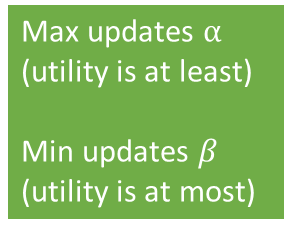 Max updates α
(utility is at least)
Min updates β
(utility is at most)